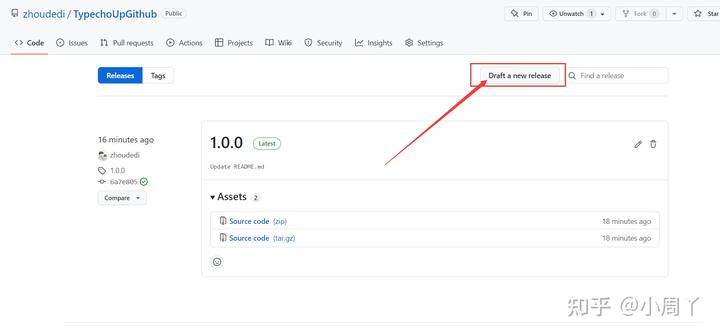 zhoudedi / TypechoUpGithub Public Pin Unwatch 1 Fork 0 Star
Code Issues Pull requests Actions Projects Wiki Security Insights Settings
Releases Tags Draft a new release Find a release
16 minutes ago
zhoudedi
1.0.0
6a7e805
Compare
1.0.0 Latest
Update README.md
Assets 2
Source code (zip) 18 minutes ago
Source code (tar.gz) 18 minutes ago
知乎 @小周丫